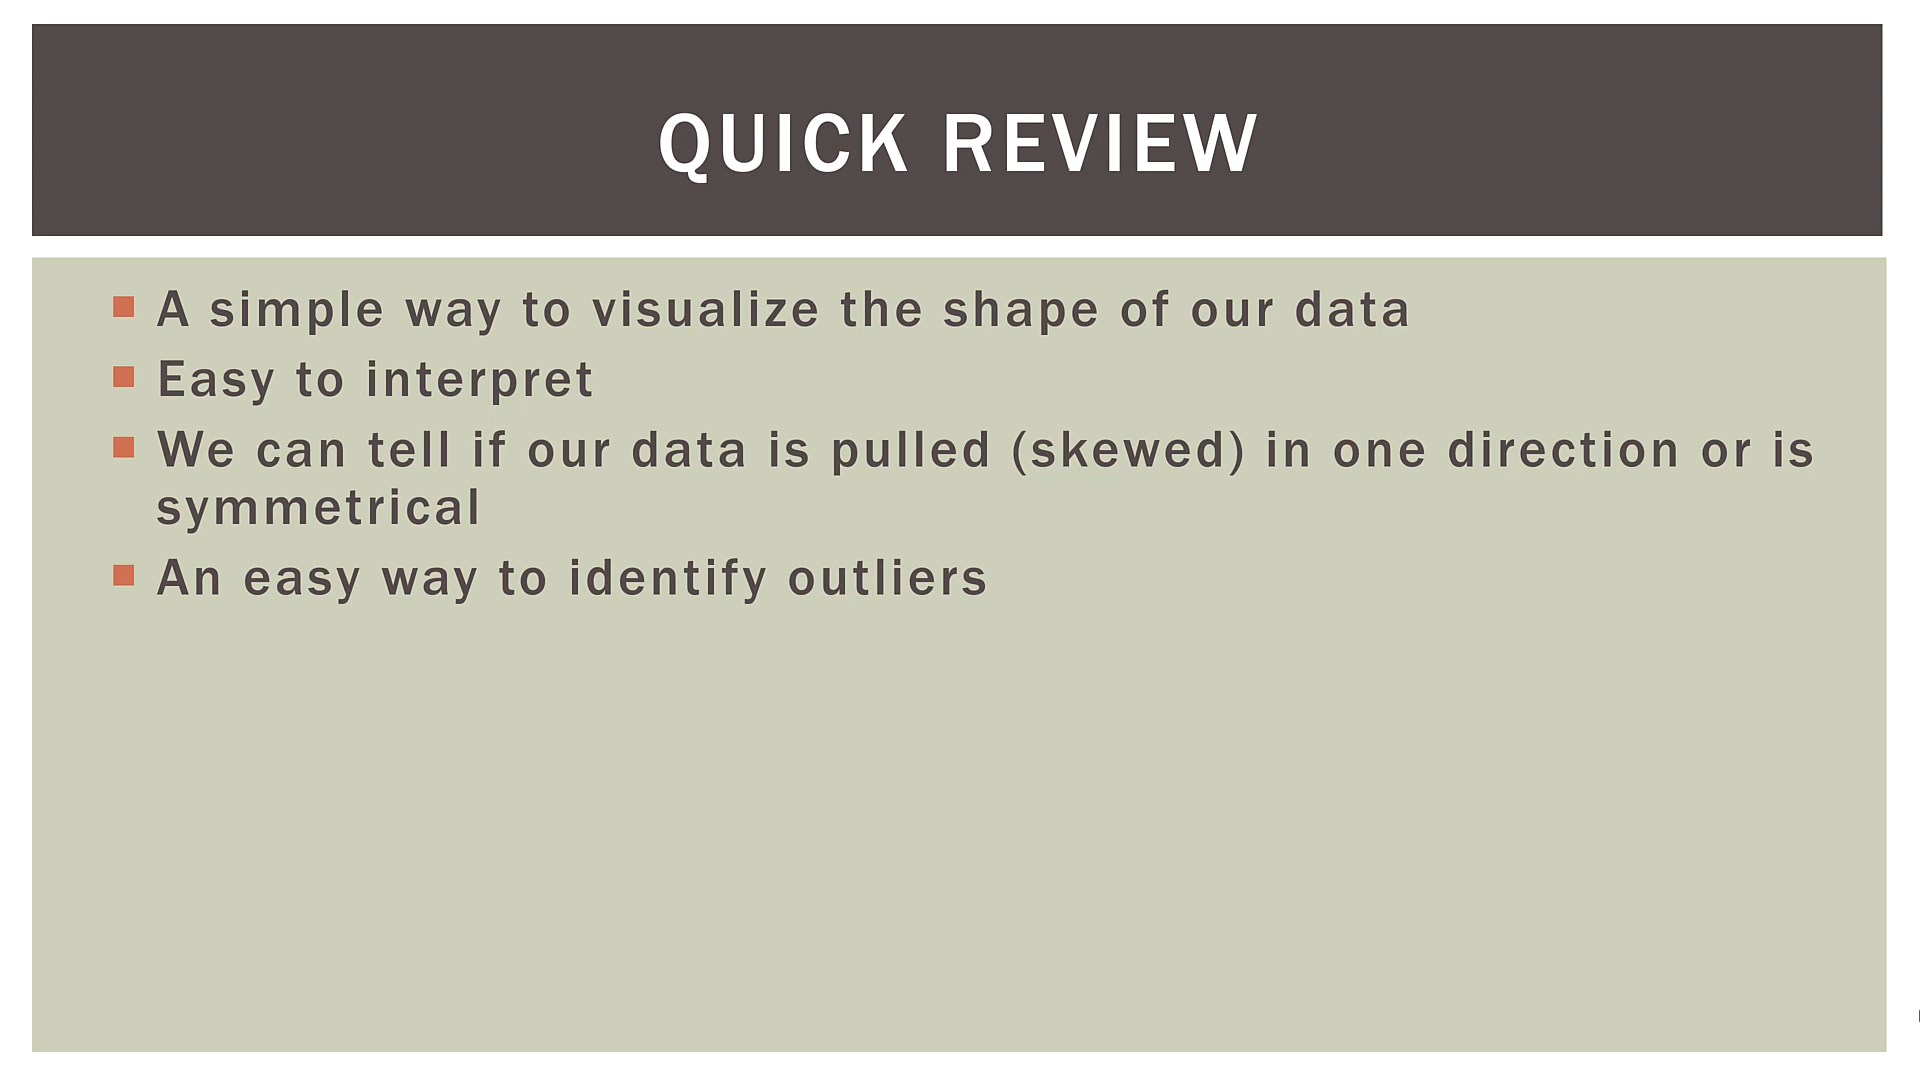 QUICK REVIEW
A simple way to visualize the shape of our data
Easy to interpret
We can tell if our data is pulled (skewed) in one direction or is
symmetrical
An easy way to identify outliers